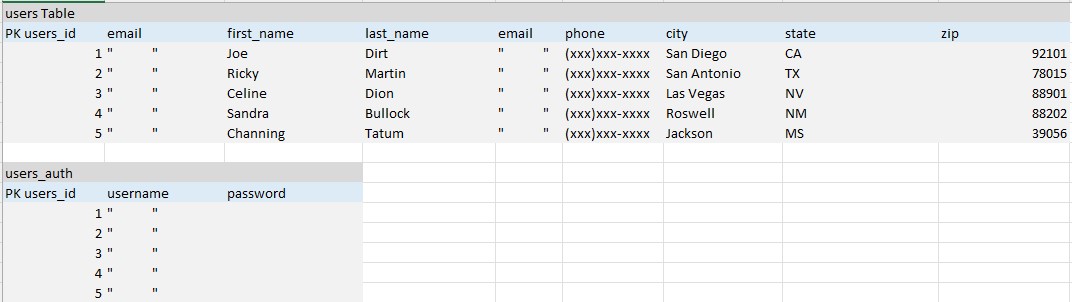 users Table
PK users_id email first_name last_name email phone city state zip
1 " " Joe Dirt " " (xxx)xxx-xxxx San Diego CA 92101
2 " " Ricky Martin " " (xxx)xxx-xxxx San Antonio TX 78015
3 " " Celine Dion " " (xxx)xxx-xxxx Las Vegas NV 88901
4 " " Sandra Bullock " " (xxx)xxx-xxxx Roswell NM 88202
5 " " Channing Tatum " " (xxx)xxx-xxxx Jackson MS 39056
users_auth
PK users_id username password
1 " "
2 " "
3 " "
4 " "
5 " "